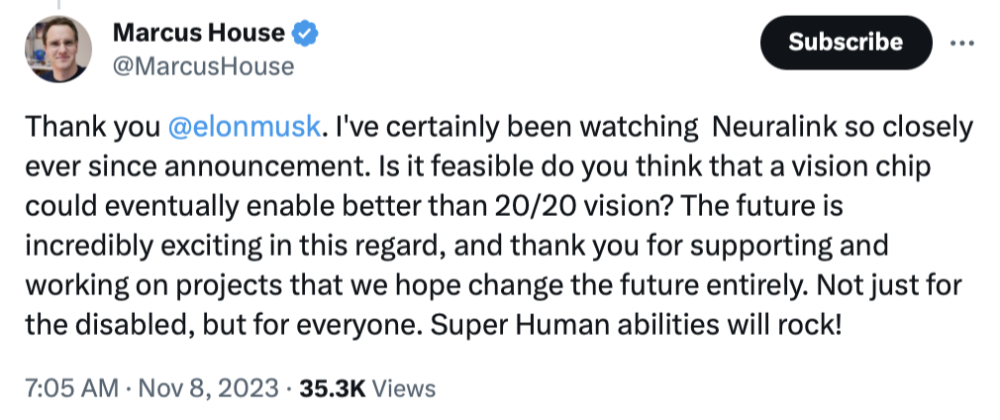 Marcus House
@MarcusHouse
Subscribe
Thank you @elonmusk. I've certainly been watching  Neuralink so closely
ever since announcement. Is it feasible do you think that a vision chip
could eventually enable better than 20/20 vision? The future is
incredibly exciting in this regard, and thank you for supporting and
working on projects that we hope change the future entirely. Not just for
the disabled, but for everyone. Super Human abilities will rock!
7:05 AM · Nov 8, 2023 · 35.3K Views